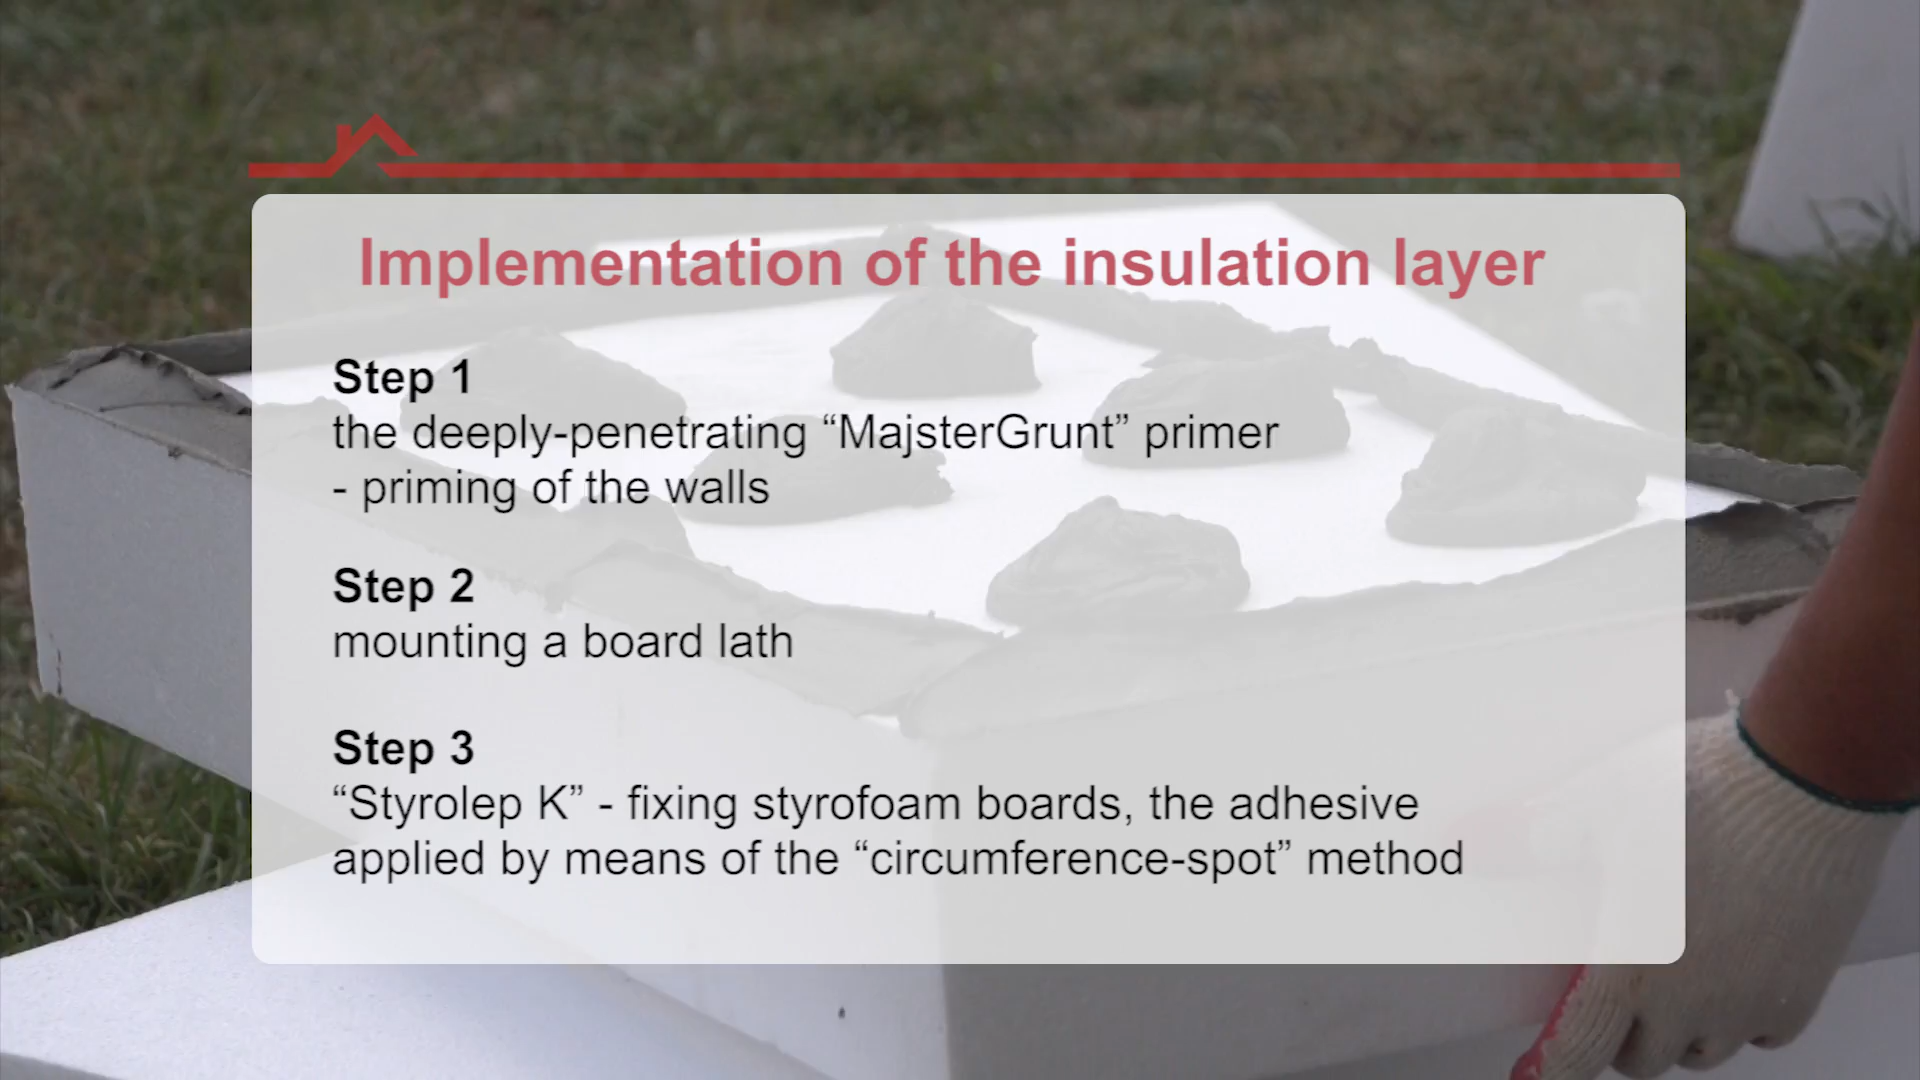 Implementation of the insulation layer
Step 1
the deeply-penetrating “MajsterGrunt” primer
- priming of the walls
Step 2
mounting a board lath
Step 3
“Styrolep K” - fixing styrofoam boards, the adhesive
applied by means of the “circumference-spot” method